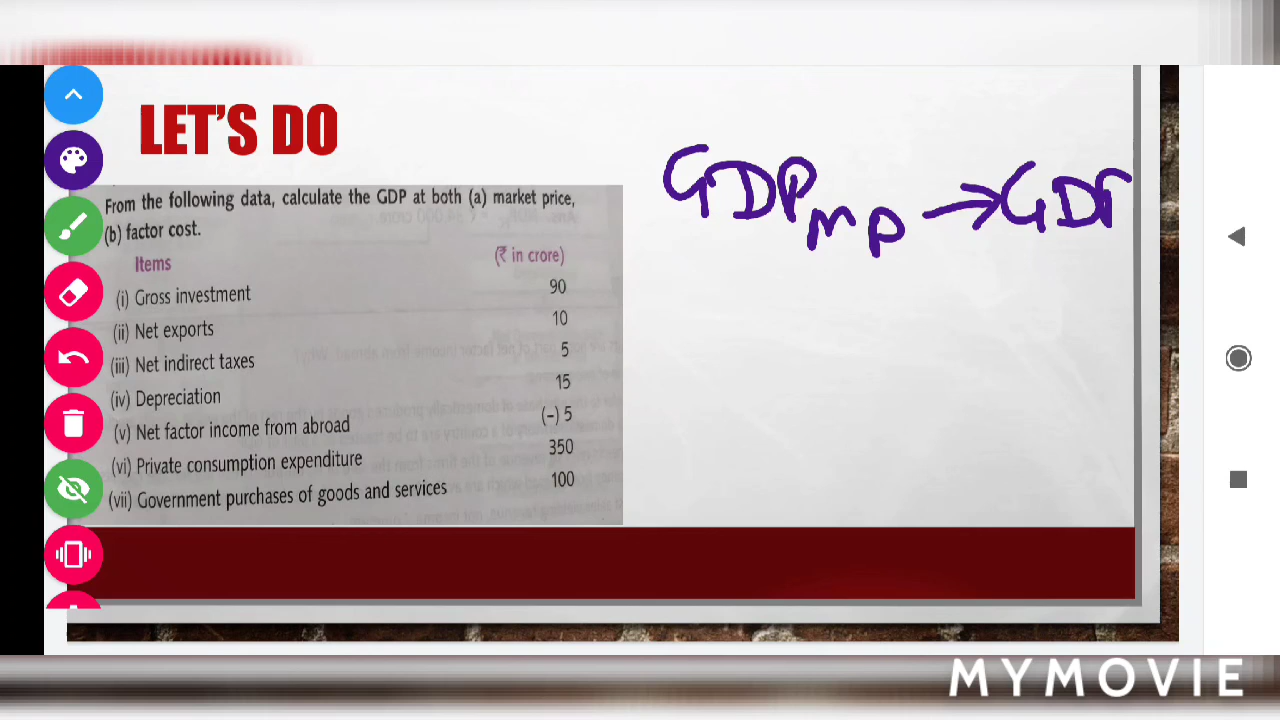 LET'S DO
From the following data, calculate the GDP at both (a) market price,
(b) factor cost.
Items (₹ in crore)
(i) Gross investment 90
(ii) Net exports 10
(iii) Net indirect taxes 5
(iv) Depreciation 15
(v) Net factor income from abroad (–) 5
(vi) Private consumption expenditure 350
(vii) Government purchases of goods and services 100
GDPMP → GDP
MYMOVIE